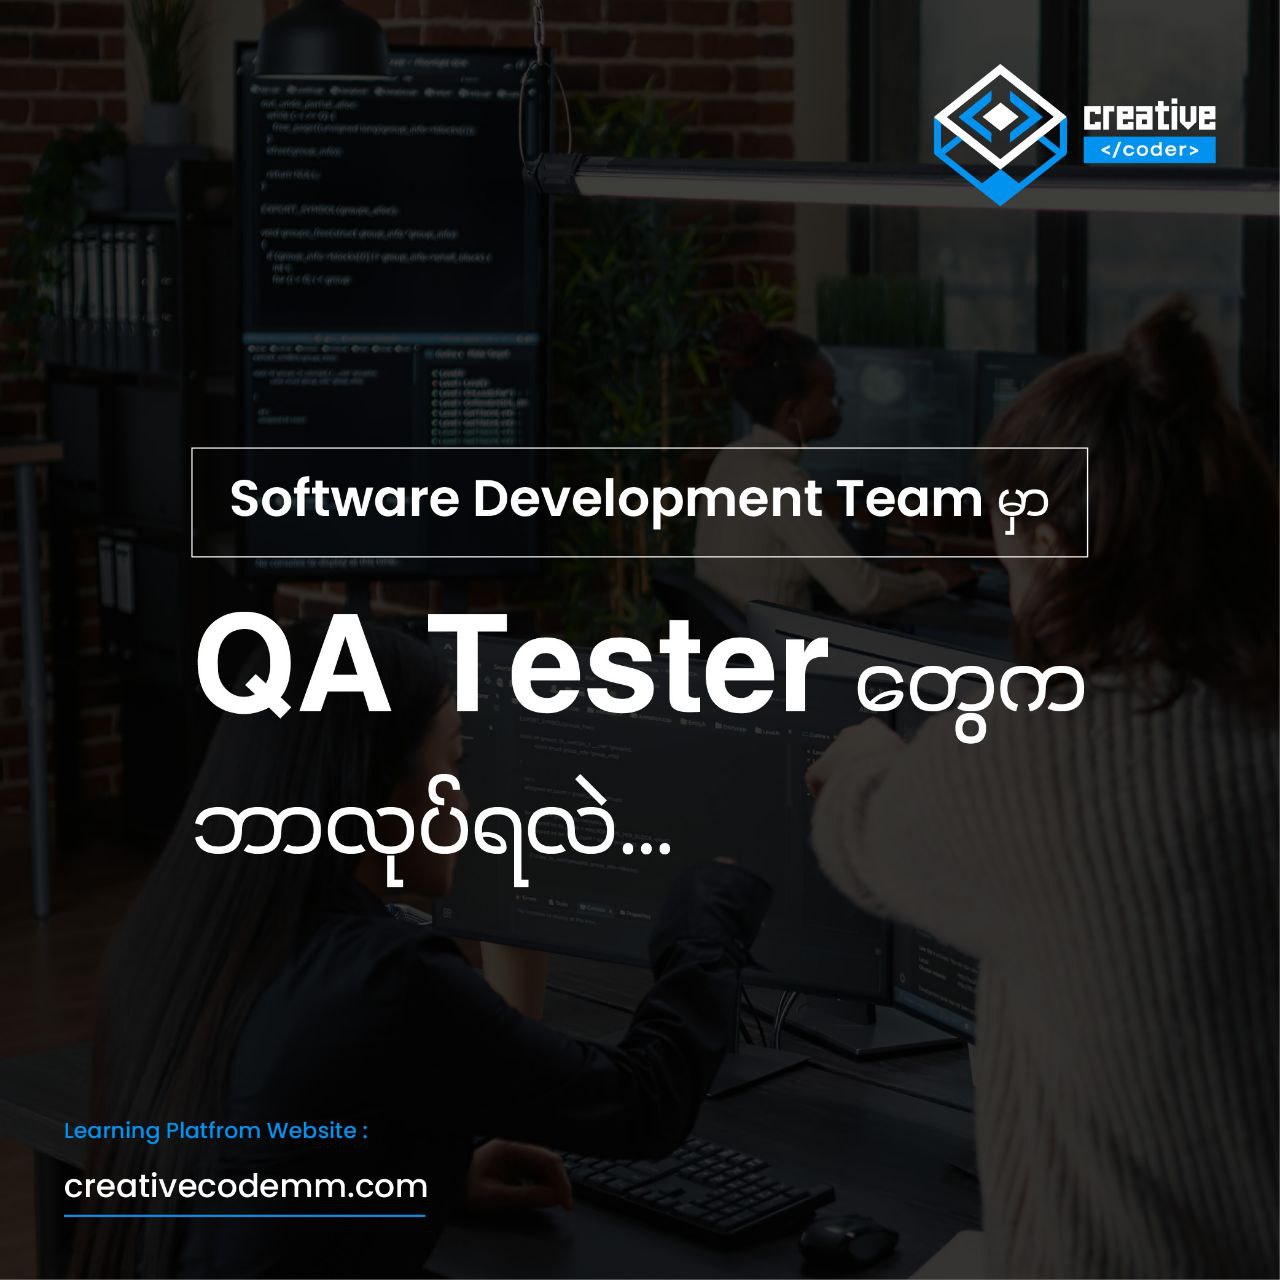 creative
</coder>
Software Development Team မှာ
QA Tester တွေက
ဘာလုပ်ရလဲ...
Learning Platfrom Website :
creativecodemm.com